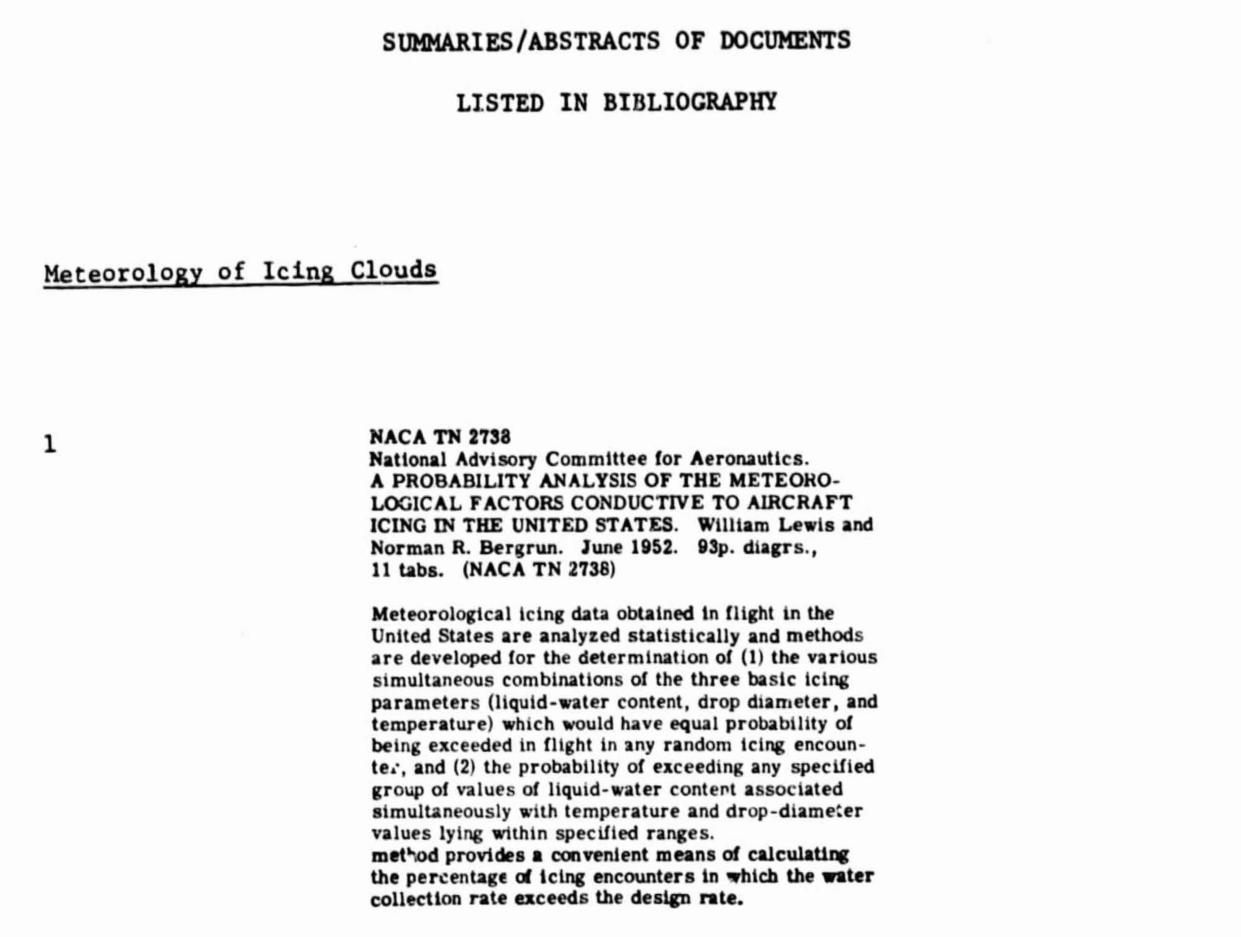 SUMMARIES/ABSTRACTS OF DOCUMENTS
LISTED IN BIBLIOGRAPHY
Meteorology of Icing Clouds
1
NACA TN 2738
National Advisory Committee for Aeronautics.
A PROBABILITY ANALYSIS OF THE METEORO-
LOGICAL FACTORS CONDUCTIVE TO AIRCRAFT
ICING IN THE UNITED STATES. William Lewis and
Norman R. Bergrun. June 1952. 93p. diagrs.,
11 tabs. (NACA TN 2738)
Meteorological icing data obtained in flight in the
United States are analyzed statistically and methods
are developed for the determination of (1) the various
simultaneous combinations of the three basic icing
parameters (liquid-water content, drop diameter, and
temperature) which would have equal probability of
being exceeded in flight in any random icing encoun-
ter, and (2) the probability of exceeding any specified
group of values of liquid-water content associated
simultaneously with temperature and drop-diameter
values lying within specified ranges.
method provides a convenient means of calculating
the percentage of icing encounters in which the water
collection rate exceeds the design rate.